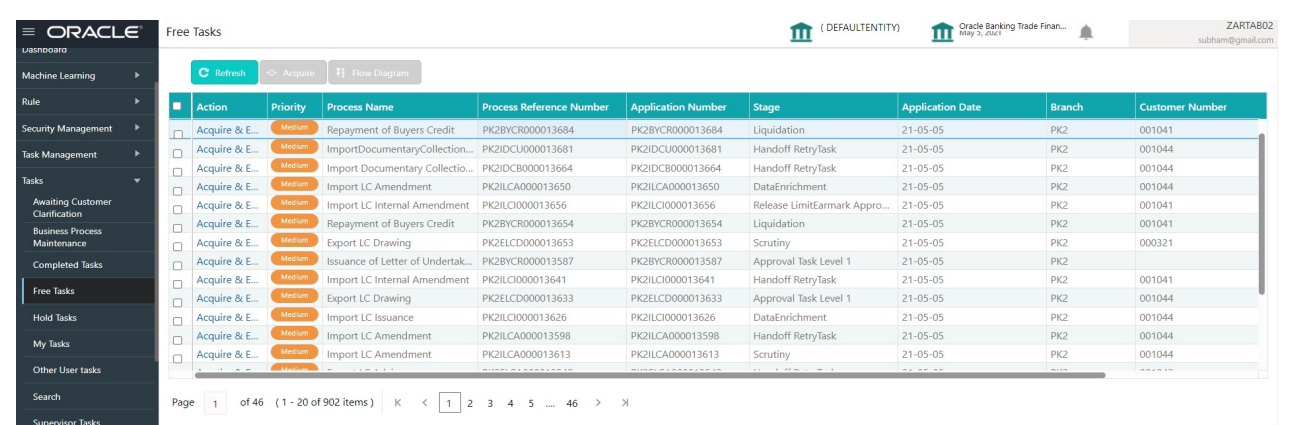 ORACLE
Free Tasks
( DEFAULTENTITY)
Oracle Banking Trade Finan...
May 5, 2021
ZARTAB02
subham@gmail.com
Dashboard
Machine Learning
Rule
Security Management
Task Management
Tasks
Awaiting Customer
Clarification
Business Process
Maintenance
Completed Tasks
Free Tasks
Hold Tasks
My Tasks
Other User tasks
Search
Supervisor Tasks
Refresh Acquire Flow Diagram
Action Priority Process Name Process Reference Number Application Number Stage Application Date Branch Customer Number
Acquire & E... Medium Repayment of Buyers Credit PK2BYCR000013684 PK2BYCR000013684 Liquidation 21-05-05 PK2 001041
Acquire & E... Medium ImportDocumentaryCollection... PK2IDCU000013681 PK2IDCU000013681 Handoff RetryTask 21-05-05 PK2 001044
Acquire & E... Medium Import Documentary Collectio... PK2IDCB000013664 PK2IDCB000013664 Handoff RetryTask 21-05-05 PK2 001044
Acquire & E... Medium Import LC Amendment PK2ILCA000013650 PK2ILCA000013650 DataEnrichment 21-05-05 PK2 001044
Acquire & E... Medium Import LC Internal Amendment PK2ILCI000013656 PK2ILCI000013656 Release LimitEarmark Appro... 21-05-05 PK2 001041
Acquire & E... Medium Repayment of Buyers Credit PK2BYCR000013654 PK2BYCR000013654 Liquidation 21-05-05 PK2 001041
Acquire & E... Medium Export LC Drawing PK2ELCD000013653 PK2ELCD000013653 Scrutiny 21-05-05 PK2 000321
Acquire & E... Medium Issuance of Letter of Undertak... PK2BYCR000013587 PK2BYCR000013587 Approval Task Level 1 21-05-05 PK2
Acquire & E... Medium Import LC Internal Amendment PK2ILCI000013641 PK2ILCI000013641 Handoff RetryTask 21-05-05 PK2 001041
Acquire & E... Medium Export LC Drawing PK2ELCD000013633 PK2ELCD000013633 Approval Task Level 1 21-05-05 PK2 001044
Acquire & E... Medium Import LC Issuance PK2ILCI000013626 PK2ILCI000013626 DataEnrichment 21-05-05 PK2 001044
Acquire & E... Medium Import LC Amendment PK2ILCA000013598 PK2ILCA000013598 Handoff RetryTask 21-05-05 PK2 001044
Acquire & E... Medium Import LC Amendment PK2ILCA000013613 PK2ILCA000013613 Scrutiny 21-05-05 PK2 001044
Page 1 of 46 ( 1 - 20 of 902 items ) 1 2 3 4 5 .... 46